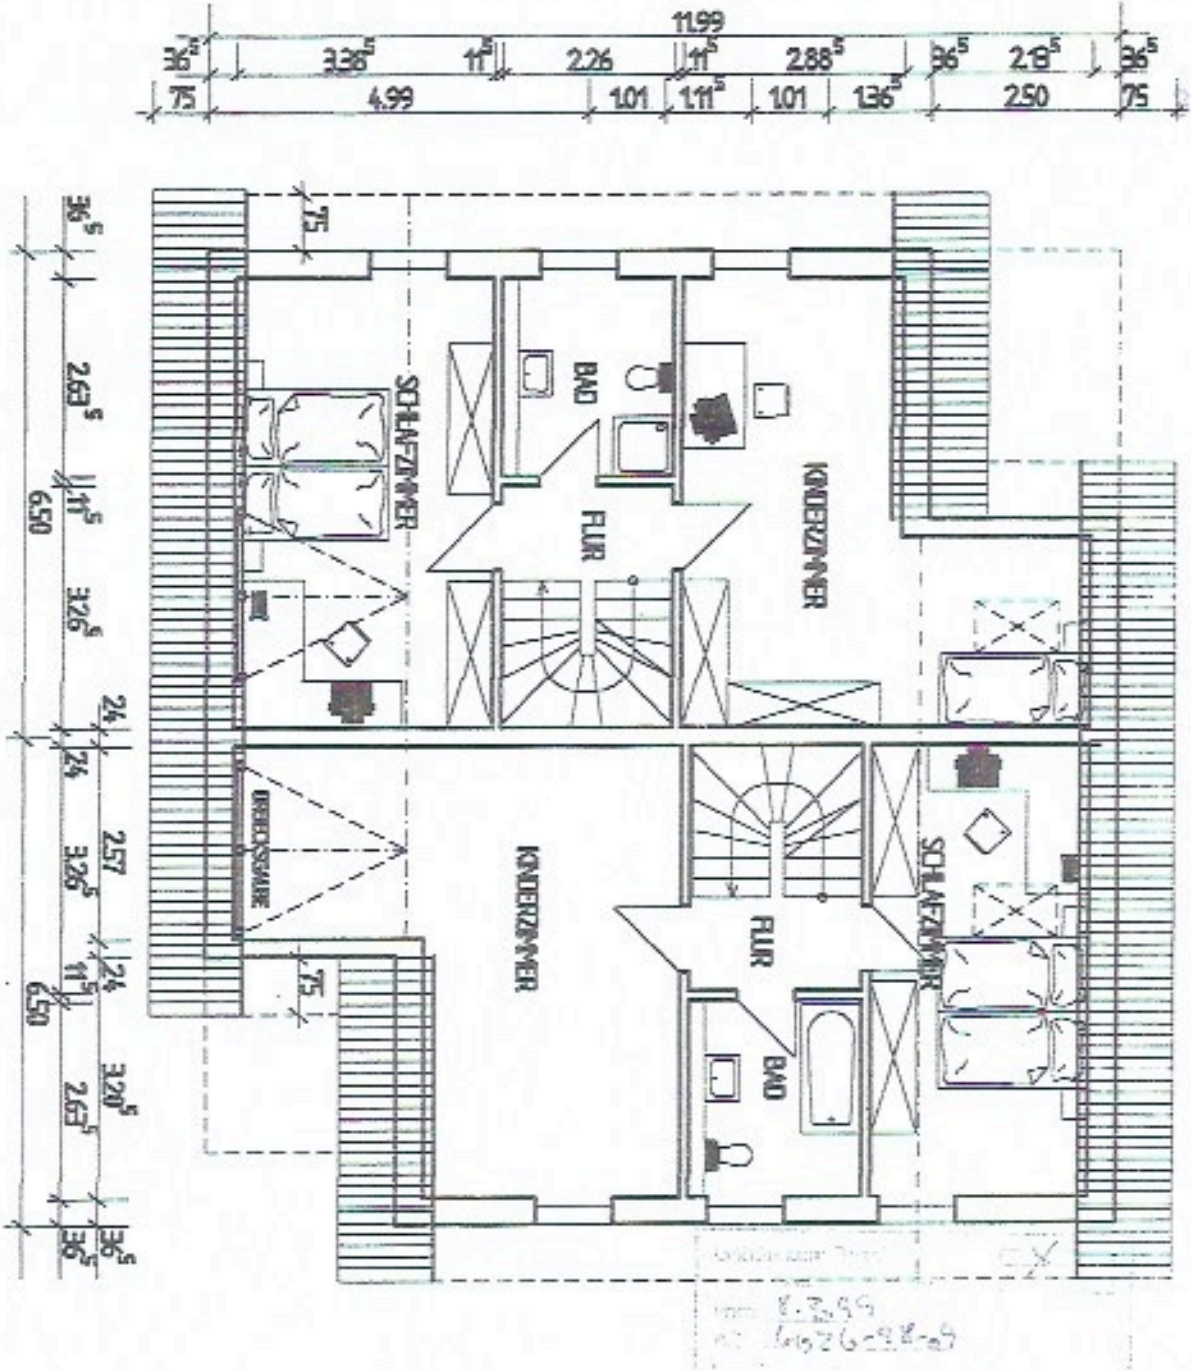 11.99
36⁵ 3.38⁵ 11⁵ 2.26 11⁵ 2.88⁵ 36⁵ 2.13⁵ 36⁵
75 4.99 1.01 1.11⁵ 1.01 1.36⁵ 2.50 75
36⁵
2.63⁵
11⁵
3.26⁵
24
6.50
24
2.57
3.26⁵
24
11⁵
6.50
3.20⁵
2.63⁵
36⁵
36⁵
75
SCHLAFZIMMER
BAD
FLUR
KINDERZIMMER
KINDERZIMMER
FLUR
SCHLAFZIMMER
BAD
75